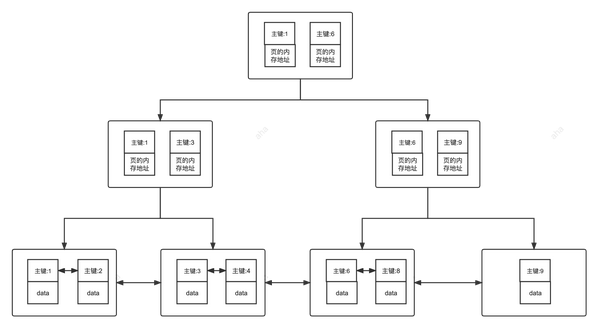 主键:1 主键:6
页的内 页的内
存地址 存地址
主键:1 主键:3 主键:6 主键:9
页的内 页的内 页的内 页的内
存地址 存地址 存地址 存地址
主键:1 主键:2 主键:3 主键:4 主键:6 主键:8 主键:9
data data data data data data data